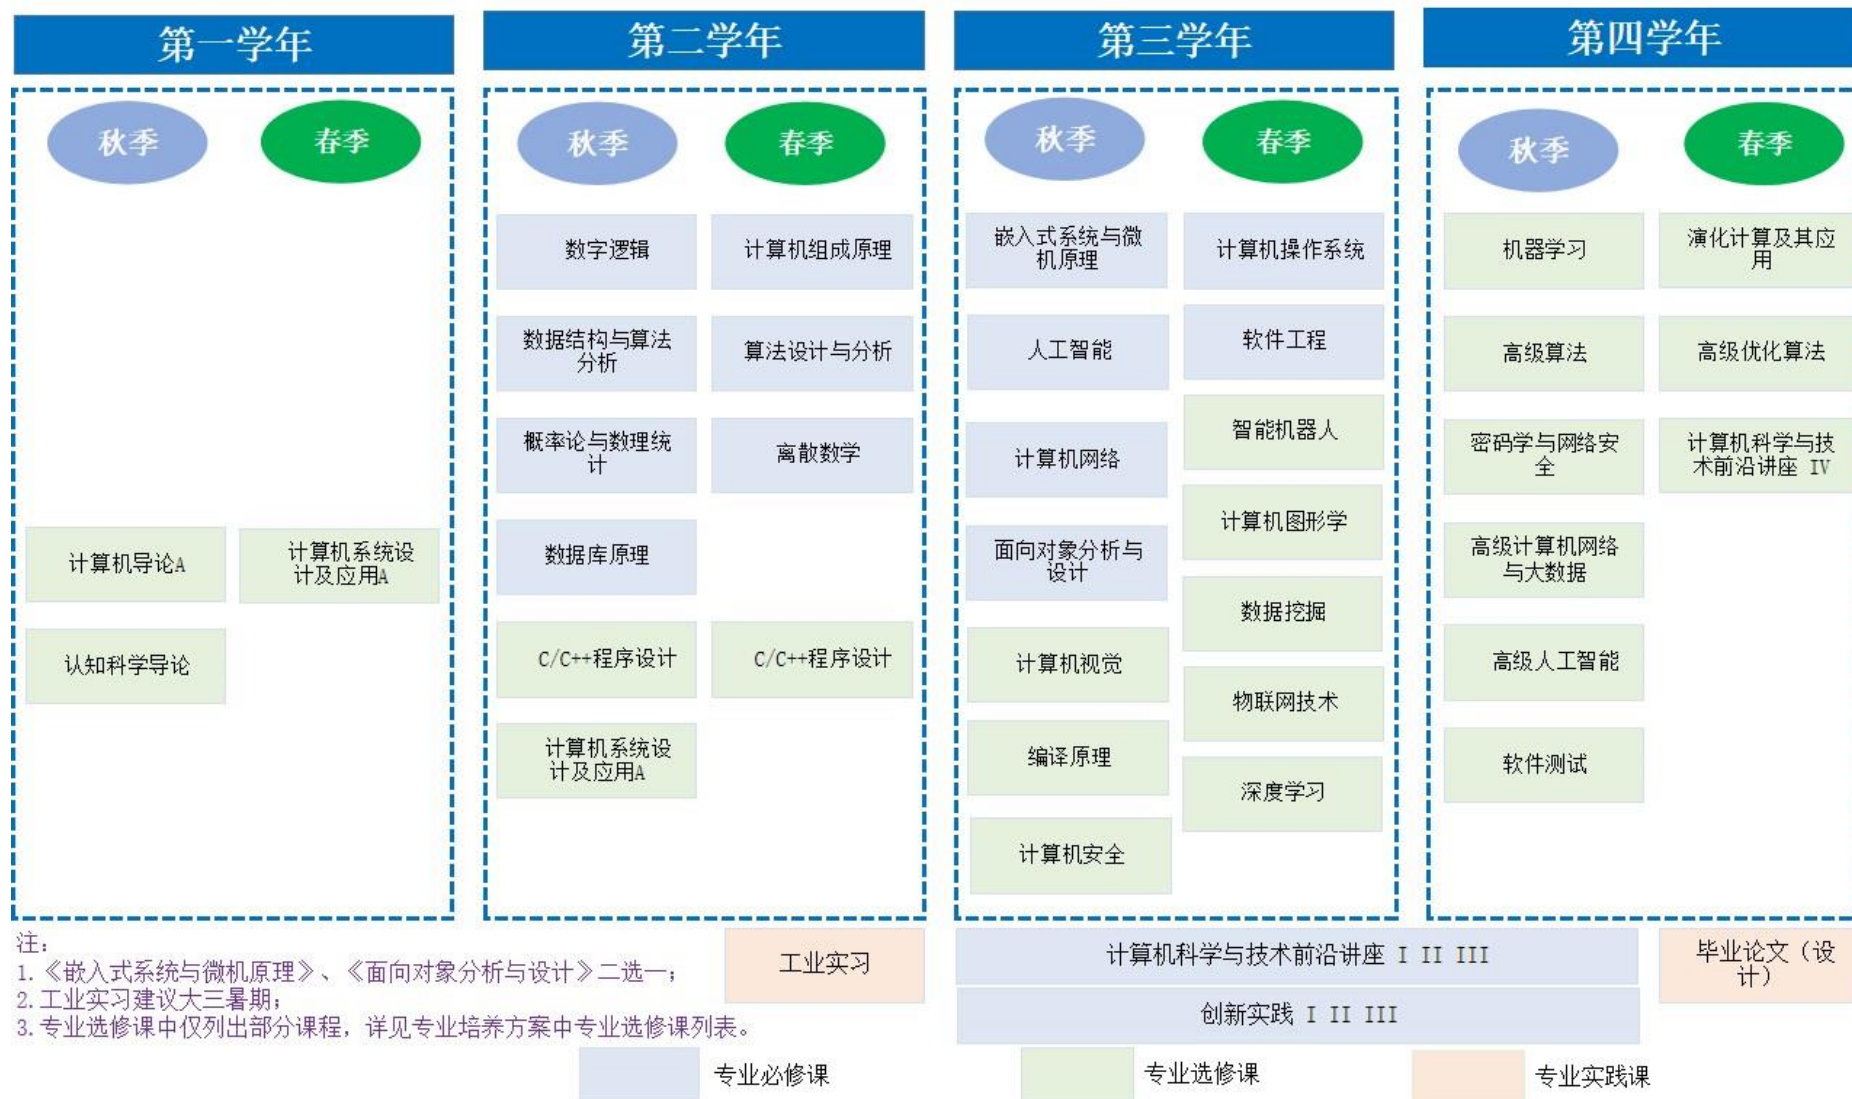 第一学年
第二学年
第三学年
第四学年
秋季
春季
秋季
春季
秋季
春季
秋季
春季
计算机导论A
认知科学导论
计算机系统设
计及应用A
数字逻辑
数据结构与算法
分析
概率论与数理统
计
数据库原理
C/C++程序设计
计算机系统设
计及应用A
计算机组成原理
算法设计与分析
离散数学
C/C++程序设计
嵌入式系统与微
机原理
人工智能
计算机网络
面向对象分析与
设计
计算机视觉
编译原理
计算机安全
计算机操作系统
软件工程
智能机器人
计算机图形学
数据挖掘
物联网技术
深度学习
机器学习
高级算法
密码学与网络安
全
高级计算机网络
与大数据
高级人工智能
软件测试
演化计算及其应
用
高级优化算法
计算机科学与技
术前沿讲座 IV
注：
1.《嵌入式系统与微机原理》、《面向对象分析与设计》二选一；
2.工业实习建议大三暑期；
3.专业选修课中仅列出部分课程，详见专业培养方案中专业选修课列表。
工业实习
计算机科学与技术前沿讲座 I II III
创新实践 I II III
毕业论文（设
计）
专业必修课
专业选修课
专业实践课